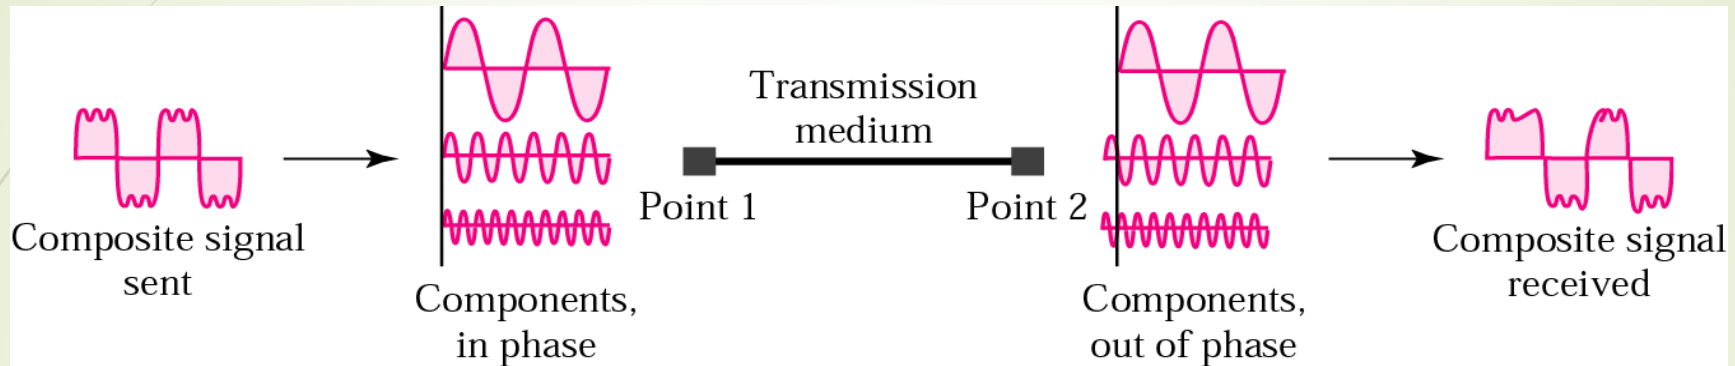 Composite signal
sent
Components,
in phase
Transmission
medium
Point 1
Point 2
Components,
out of phase
Composite signal
received